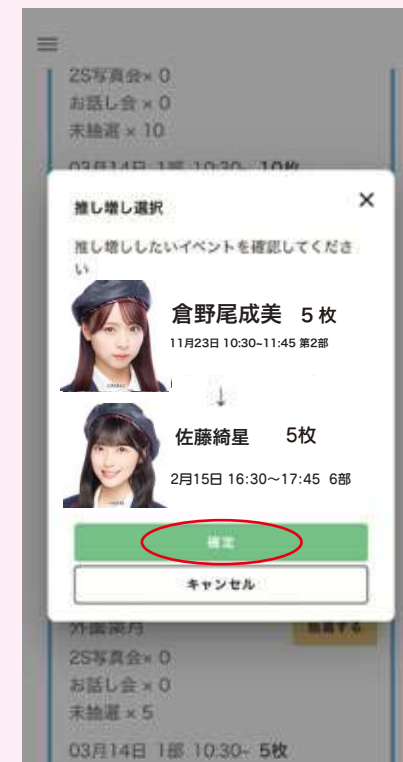 2S写真会× 0
お話し会 × 0
未抽選 × 10
03月14日 1部 10:30- 10枚
推し増し選択
×
推し増ししたいイベントを確認してくださ
い
倉野尾成美 5 枚
11月23日 10:30~11:45 第2部
↓
佐藤綺星 5枚
2月15日 16:30〜17:45 6部
確定
キャンセル
2S写真会× 0
お話し会 × 0
未抽選 × 5
03月14日 1部 10:30- 5枚